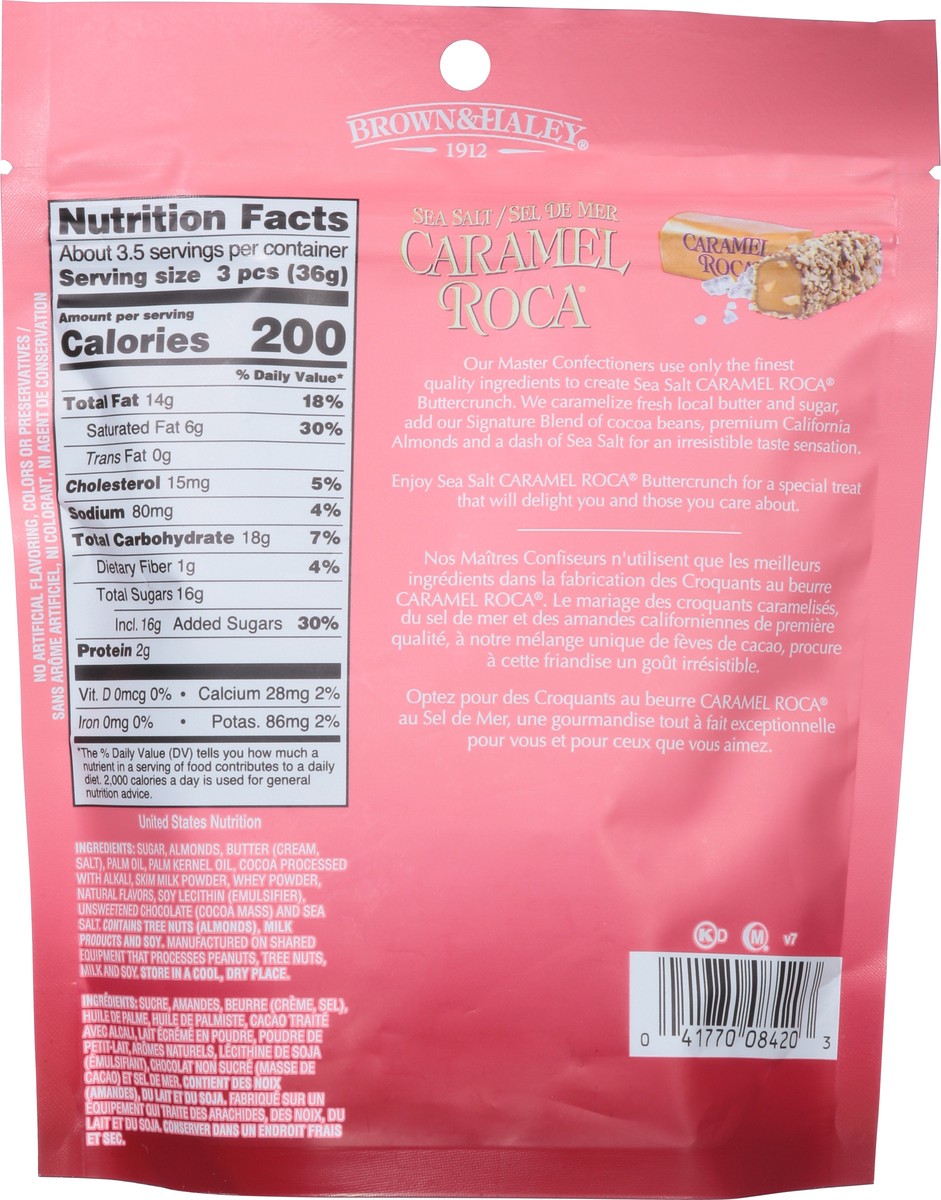 BROWN&HALEY®
1912
Nutrition Facts
About 3.5 servings per container
Serving size 3 pcs (36g)
Amount per serving
Calories 200
% Daily Value*
Total Fat 14g 18%
Saturated Fat 6g 30%
Trans Fat 0g
Cholesterol 15mg 5%
Sodium 80mg 4%
Total Carbohydrate 18g 7%
Dietary Fiber 1g 4%
Total Sugars 16g
Incl. 16g Added Sugars 30%
Protein 2g
Vit. D 0mcg 0% • Calcium 28mg 2%
Iron 0mg 0% • Potas. 86mg 2%
*The % Daily Value (DV) tells you how much a
nutrient in a serving of food contributes to a daily
diet. 2,000 calories a day is used for general
nutrition advice.
United States Nutrition
NO ARTIFICIAL FLAVORING, COLORS OR PRESERVATIVES /
SANS ARÔME ARTIFICIEL, NI COLORANT, NI AGENT DE CONSERVATION
INGREDIENTS: SUGAR, ALMONDS, BUTTER (CREAM,
SALT), PALM OIL, PALM KERNEL OIL, COCOA PROCESSED
WITH ALKALI, SKIM MILK POWDER, WHEY POWDER,
NATURAL FLAVORS, SOY LECITHIN (EMULSIFIER),
UNSWEETENED CHOCOLATE (COCOA MASS) AND SEA
SALT. CONTAINS TREE NUTS (ALMONDS), MILK
PRODUCTS AND SOY. MANUFACTURED ON SHARED
EQUIPMENT THAT PROCESSES PEANUTS, TREE NUTS,
MILK AND SOY. STORE IN A COOL, DRY PLACE.
INGRÉDIENTS: SUCRE, AMANDES, BEURRE (CRÈME, SEL),
HUILE DE PALME, HUILE DE PALMISTE, CACAO TRAITÉ
AVEC ALCALI, LAIT ÉCRÉMÉ EN POUDRE, POUDRE DE
PETIT-LAIT, ARÔMES NATURELS, LÉCITHINE DE SOJA
(ÉMULSIFIANT), CHOCOLAT NON SUCRÉ (MASSE DE
CACAO) ET SEL DE MER. CONTIENT DES NOIX
(AMANDES), DU LAIT ET DU SOJA. FABRIQUÉ SUR UN
ÉQUIPEMENT QUI TRAITE DES ARACHIDES, DES NOIX, DU
LAIT ET DU SOJA. CONSERVER DANS UN ENDROIT FRAIS
ET SEC.
SEA SALT / SEL DE MER
CARAMEL
ROCA®
CARAMEL
ROCA
Our Master Confectioners use only the finest
quality ingredients to create Sea Salt CARAMEL ROCA®
Buttercrunch. We caramelize fresh local butter and sugar,
add our Signature Blend of cocoa beans, premium California
Almonds and a dash of Sea Salt for an irresistible taste sensation.
Enjoy Sea Salt CARAMEL ROCA® Buttercrunch for a special treat
that will delight you and those you care about.
Nos Maîtres Confiseurs n'utilisent que les meilleurs
ingrédients dans la fabrication des Croquants au beurre
CARAMEL ROCA®. Le mariage des croquants caramelisés,
du sel de mer et des amandes californiennes de première
qualité, à notre mélange unique de fèves de cacao, procure
à cette friandise un goût irrésistible.
Optez pour des Croquants au beurre CARAMEL ROCA®
au Sel de Mer, une gourmandise tout à fait exceptionnelle
pour vous et pour ceux que vous aimez.
K D M v7
0 41770 08420 3